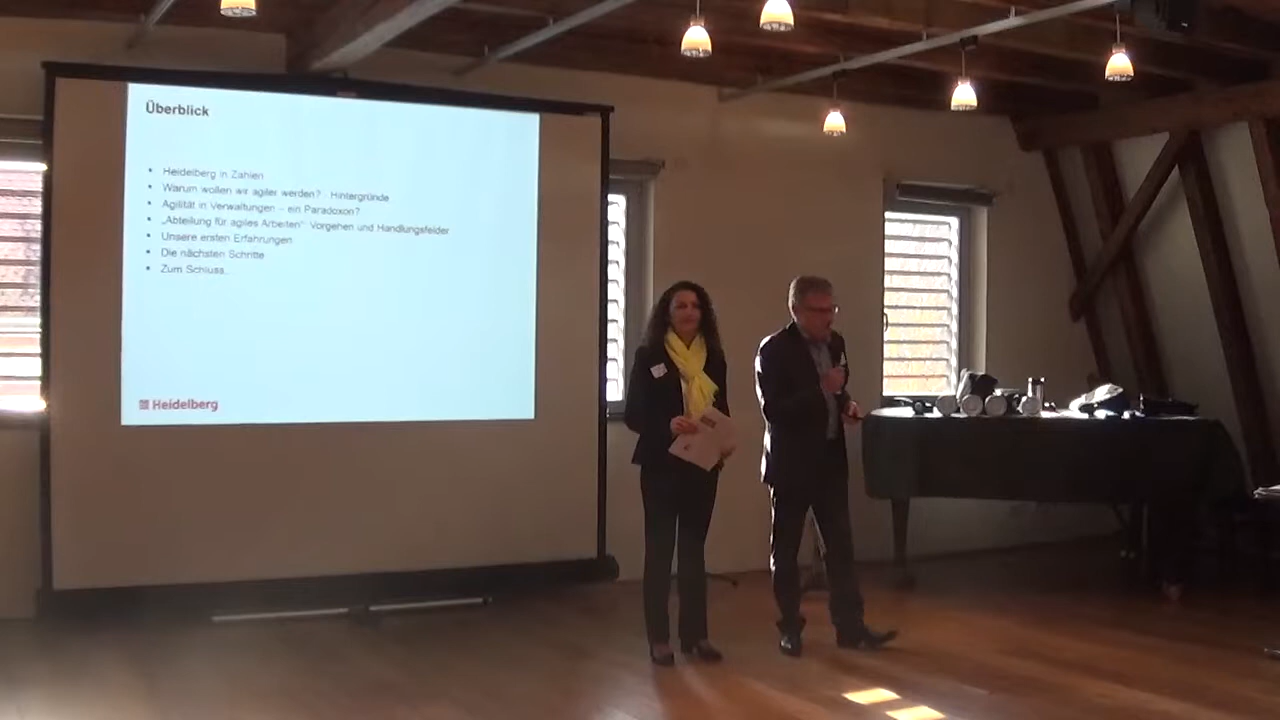 Überblick
• Heidelberg in Zahlen
• Warum wollen wir agiler werden? Hintergründe
• Agilität in Verwaltungen – ein Paradoxon?
• „Abteilung für agiles Arbeiten“: Vorgehen und Handlungsfelder
• Unsere ersten Erfahrungen
• Die nächsten Schritte
• Zum Schluss...
Heidelberg